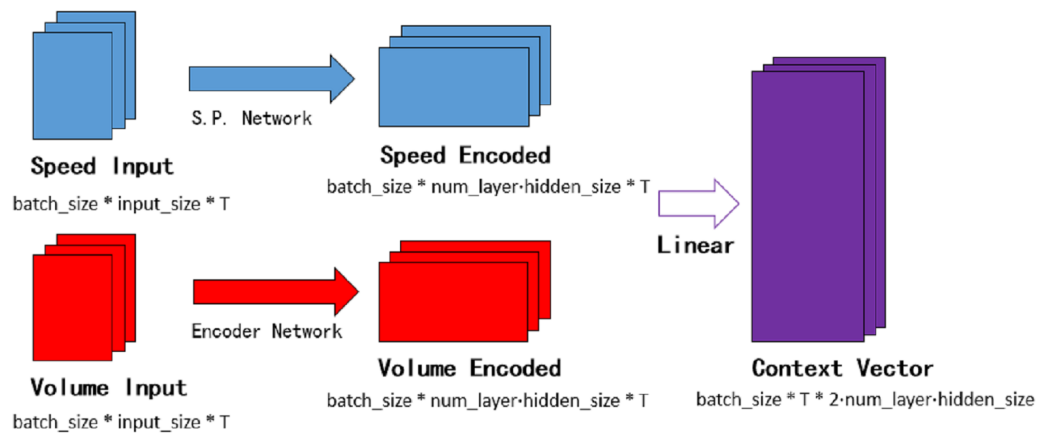 S.P. Network
Speed Input
batch_size * input_size * T
Speed Encoded
batch_size * num_layer·hidden_size * T
Linear
Encoder Network
Volume Input
batch_size * input_size * T
Volume Encoded
batch_size * num_layer·hidden_size * T
Context Vector
batch_size * T * 2·num_layer·hidden_size